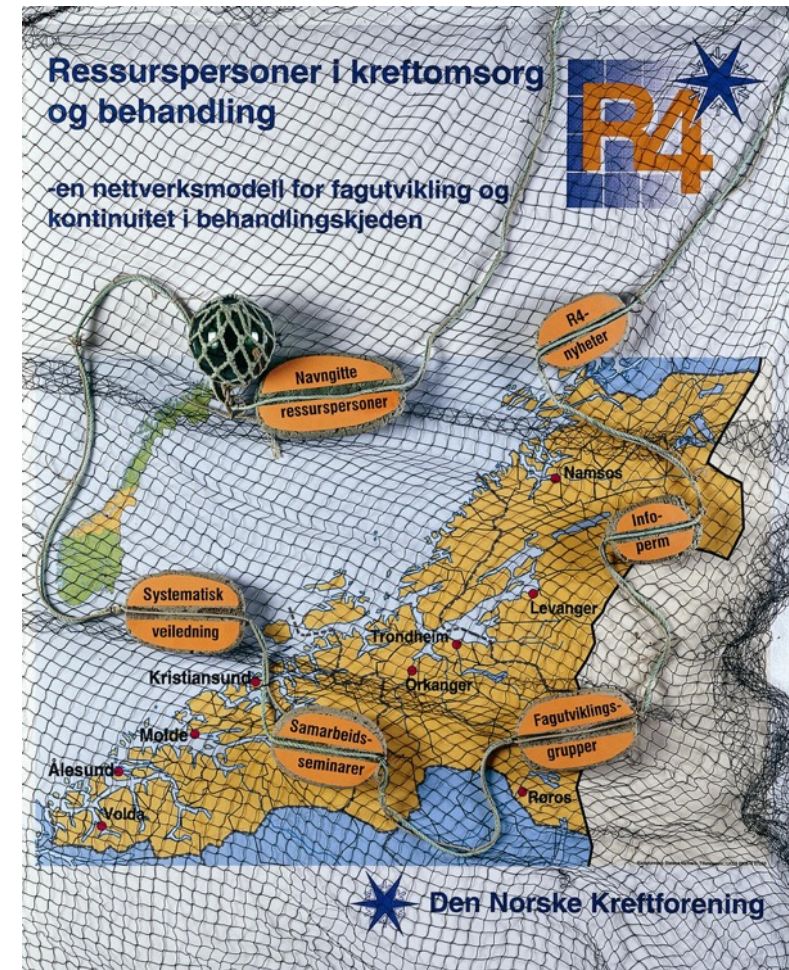 Ressurspersoner i kreftomsorg
og behandling
R4
-en nettverksmodell for fagutvikling og
kontinuitet i behandlingskjeden
R4-
nyheter
Navngitte
ressurspersoner
Namsos
Info-
perm
Systematisk
veiledning
Levanger
Trondheim
Kristiansund
Orkanger
Samarbeids-
seminarer
Fagutviklings-
grupper
Molde
Ålesund
Røros
Volda
Den Norske Kreftforening